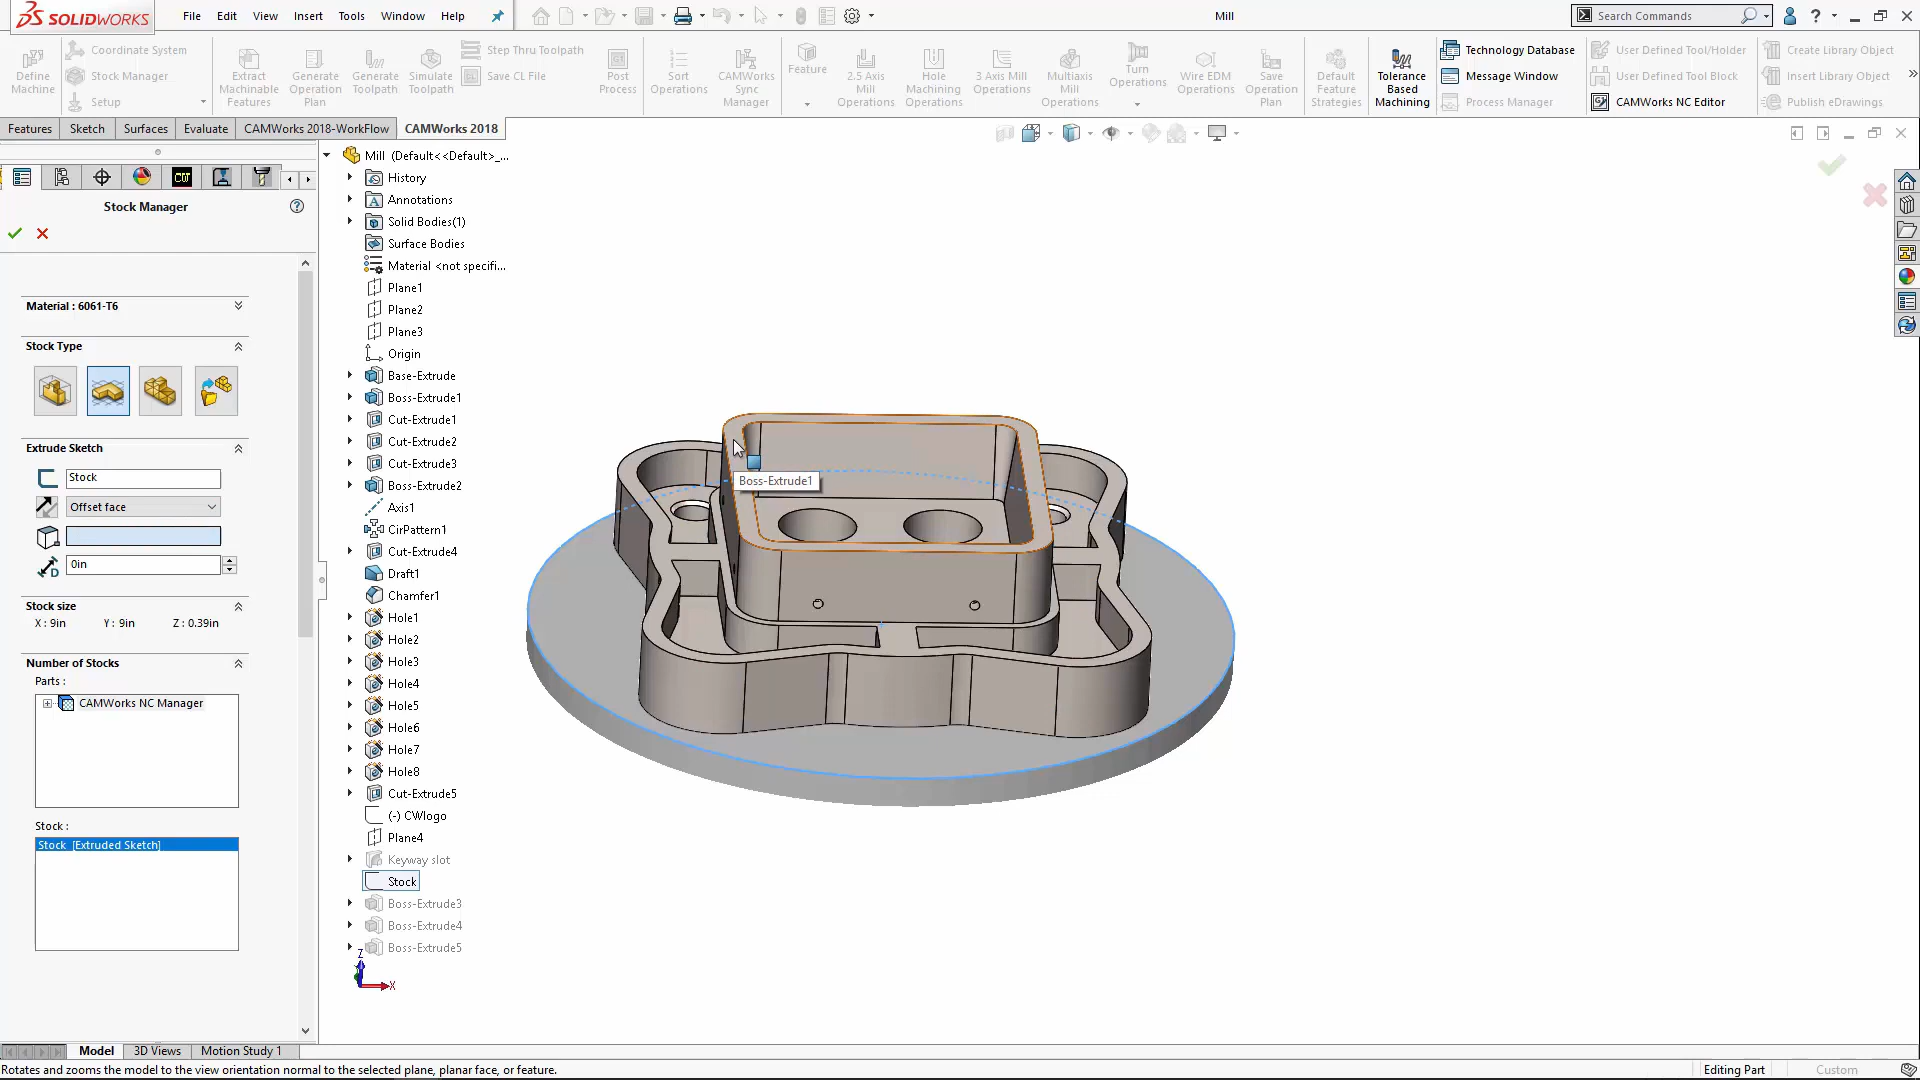 SOLIDWORKS
File Edit View Insert Tools Window Help
Mill
Search Commands
Define Machine
Coordinate System
Stock Manager
Setup
Extract Machinable Features
Generate Operation Plan
Generate Toolpath
Simulate Toolpath
Step Thru Toolpath
Save CL File
Post Process
Sort Operations
CAMWorks Sync Manager
Feature
2.5 Axis Mill Operations
Hole Machining Operations
3 Axis Mill Operations
Multiaxis Mill Operations
Turn Operations
Wire EDM Operations
Save Operation Plan
Default Feature Strategies
Tolerance Based Machining
Technology Database
Message Window
Process Manager
User Defined Tool/Holder
User Defined Tool Block
CAMWorks NC Editor
Create Library Object
Insert Library Object
Publish eDrawings
Features Sketch Surfaces Evaluate CAMWorks 2018-WorkFlow CAMWorks 2018
Stock Manager
Material : 6061-T6
Stock Type
Extrude Sketch
Stock
Offset face
0in
Stock size
X : 9in Y : 9in Z : 0.39in
Number of Stocks
Parts :
CAMWorks NC Manager
Stock :
Stock [Extruded Sketch]
Mill (Default<<Default>_...
History
Annotations
Solid Bodies(1)
Surface Bodies
Material <not specifi...
Plane1
Plane2
Plane3
Origin
Base-Extrude
Boss-Extrude1
Cut-Extrude1
Cut-Extrude2
Cut-Extrude3
Boss-Extrude2
Axis1
CirPattern1
Cut-Extrude4
Draft1
Chamfer1
Hole1
Hole2
Hole3
Hole4
Hole5
Hole6
Hole7
Hole8
Cut-Extrude5
(-) CWlogo
Plane4
Keyway slot
Stock
Boss-Extrude3
Boss-Extrude4
Boss-Extrude5
Z
X
Boss-Extrude1
Model 3D Views Motion Study 1
Rotates and zooms the model to the view orientation normal to the selected plane, planar face, or feature.
Editing Part
Custom